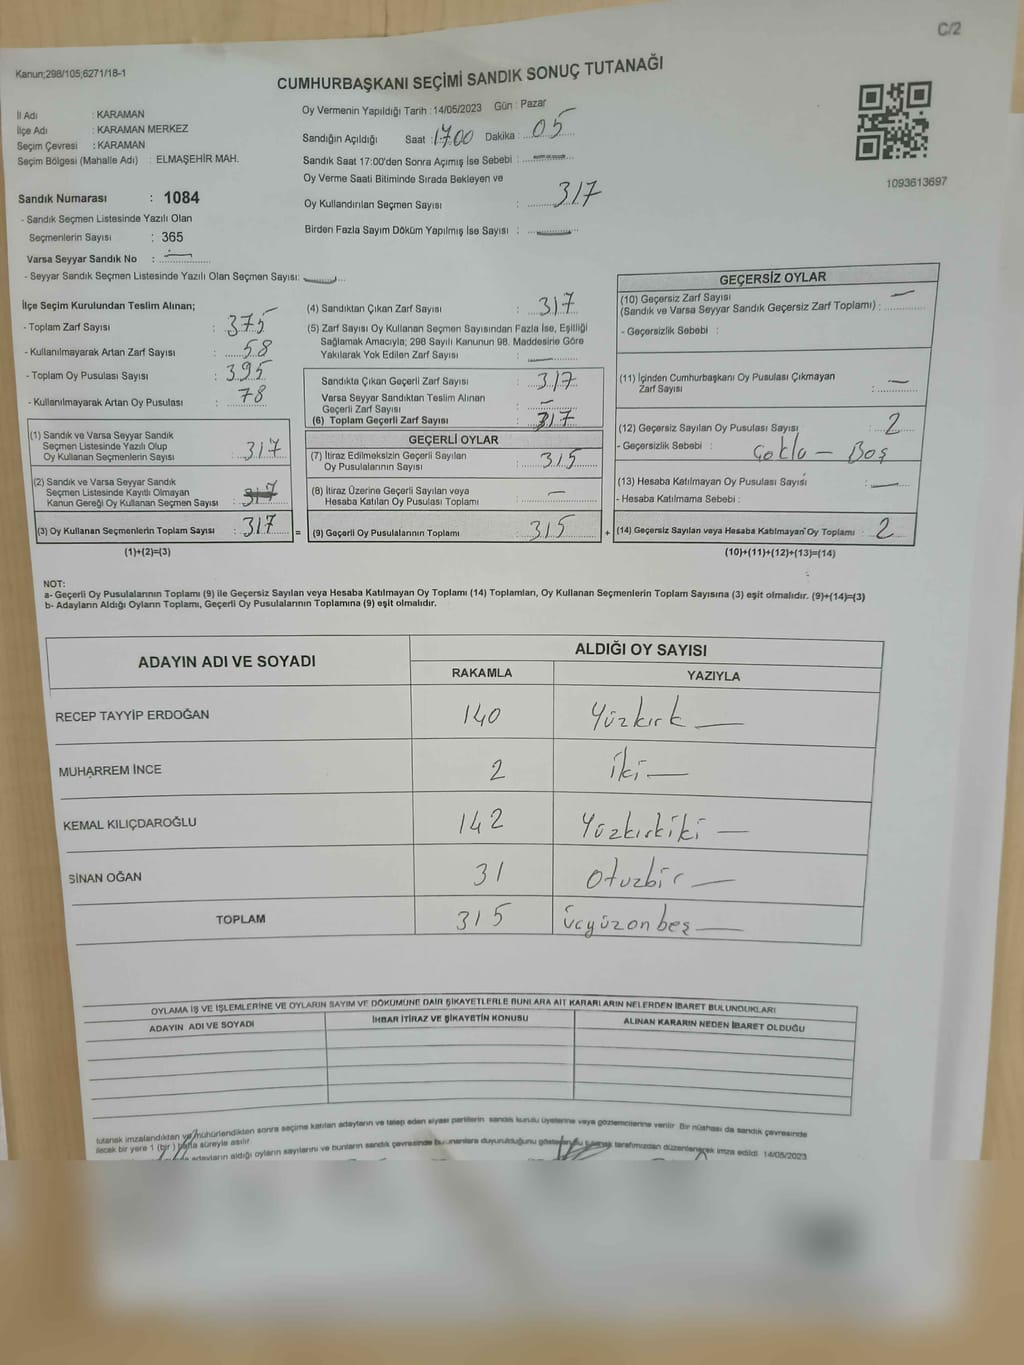 C/2
Kanun;298/105;6271/18-1
CUMHURBAŞKANI SEÇİMİ SANDIK SONUÇ TUTANAĞI
İl Adı : KARAMAN
İlçe Adı : KARAMAN MERKEZ
Seçim Çevresi : KARAMAN
Seçim Bölgesi (Mahalle Adı) : ELMAŞEHİR MAH.
Oy Vermenin Yapıldığı Tarih : 14/05/2023 Gün : Pazar
Sandığın Açıldığı Saat : 17.00 Dakika : 05
Sandık Saat 17:00'den Sonra Açımış İse Sebebi : —
Oy Verme Saati Bitiminde Sırada Bekleyen ve
Oy Kullandırılan Seçmen Sayısı : 317
Birden Fazla Sayım Döküm Yapılmış İse Sayısı : —
1093613697
Sandık Numarası : 1084
- Sandık Seçmen Listesinde Yazılı Olan
Seçmenlerin Sayısı : 365
Varsa Seyyar Sandık No : —
- Seyyar Sandık Seçmen Listesinde Yazılı Olan Seçmen Sayısı: —
İlçe Seçim Kurulundan Teslim Alınan;
- Toplam Zarf Sayısı : 375
- Kullanılmayarak Artan Zarf Sayısı : 58
- Toplam Oy Pusulası Sayısı : 395
- Kullanılmayarak Artan Oy Pusulası : 78
(1) Sandık ve Varsa Seyyar Sandık
Seçmen Listesinde Yazılı Olup
Oy Kullanan Seçmenlerin Sayısı : 317
(2) Sandık ve Varsa Seyyar Sandık
Seçmen Listesinde Kayıtlı Olmayan
Kanun Gereği Oy Kullanan Seçmen Sayısı : 317
(3) Oy Kullanan Seçmenlerin Toplam Sayısı : 317 =
(1)+(2)=(3)
(4) Sandıktan Çıkan Zarf Sayısı : 317
(5) Zarf Sayısı Oy Kullanan Seçmen Sayısından Fazla İse, Eşitliği
Sağlamak Amacıyla; 298 Sayılı Kanunun 98. Maddesine Göre
Yakılarak Yok Edilen Zarf Sayısı : —
Sandıkta Çıkan Geçerli Zarf Sayısı : 317
Varsa Seyyar Sandıktan Teslim Alınan
Geçerli Zarf Sayısı : —
(6) Toplam Geçerli Zarf Sayısı : 317
GEÇERLİ OYLAR
(7) İtiraz Edilmeksizin Geçerli Sayılan
Oy Pusulalarının Sayısı : 315
(8) İtiraz Üzerine Geçerli Sayılan veya
Hesaba Katılan Oy Pusulası Toplamı : —
(9) Geçerli Oy Pusulalarının Toplamı : 315 +
GEÇERSİZ OYLAR
(10) Geçersiz Zarf Sayısı
(Sandık ve Varsa Seyyar Sandık Geçersiz Zarf Toplamı) : —
- Geçersizlik Sebebi :
(11) İçinden Cumhurbaşkanı Oy Pusulası Çıkmayan
Zarf Sayısı : —
(12) Geçersiz Sayılan Oy Pusulası Sayısı : 2
- Geçersizlik Sebebi : Çoklu – Boş
(13) Hesaba Katılmayan Oy Pusulası Sayısı : —
- Hesaba Katılmama Sebebi :
(14) Geçersiz Sayılan veya Hesaba Katılmayan Oy Toplamı : 2
(10)+(11)+(12)+(13)=(14)
NOT:
a- Geçerli Oy Pusulalarının Toplamı (9) ile Geçersiz Sayılan veya Hesaba Katılmayan Oy Toplamı (14) Toplamları, Oy Kullanan Seçmenlerin Toplam Sayısına (3) eşit olmalıdır. (9)+(14)=(3)
b- Adayların Aldığı Oyların Toplamı, Geçerli Oy Pusulalarının Toplamına (9) eşit olmalıdır.
ADAYIN ADI VE SOYADI ALDIĞI OY SAYISI
RAKAMLA YAZIYLA
RECEP TAYYİP ERDOĞAN 140 Yüzkırk —
MUHARREM İNCE 2 İki —
KEMAL KILIÇDAROĞLU 142 Yüzkırkiki —
SİNAN OĞAN 31 Otuzbir —
TOPLAM 315 üçyüzonbeş —
OYLAMA İŞ VE İŞLEMLERİNE VE OYLARIN SAYIM VE DÖKÜMÜNE DAİR ŞİKAYETLERLE BUNLARA AİT KARARLARIN NELERDEN İBARET BULUNDUKLARI
ADAYIN ADI VE SOYADI İHBAR İTİRAZ VE ŞİKAYETİN KONUSU ALINAN KARARIN NEDEN İBARET OLDUĞU
tutanak imzalandıktan ve mühürlendikten sonra seçime katılan adayların ve talep eden siyasi partilerin sandık kurulu üyelerine veya gözlemcilerine verilir. Bir nüshası da sandık çevresinde
ilecek bir yere 1 (bir) hafta süreyle asılır.
adayların aldığı oyların sayılarını ve bunların sandık çevresinde bulunanlara duyurulduğunu gösteren bu tutanak tarafımızdan düzenlenerek imza edildi. 14/05/2023